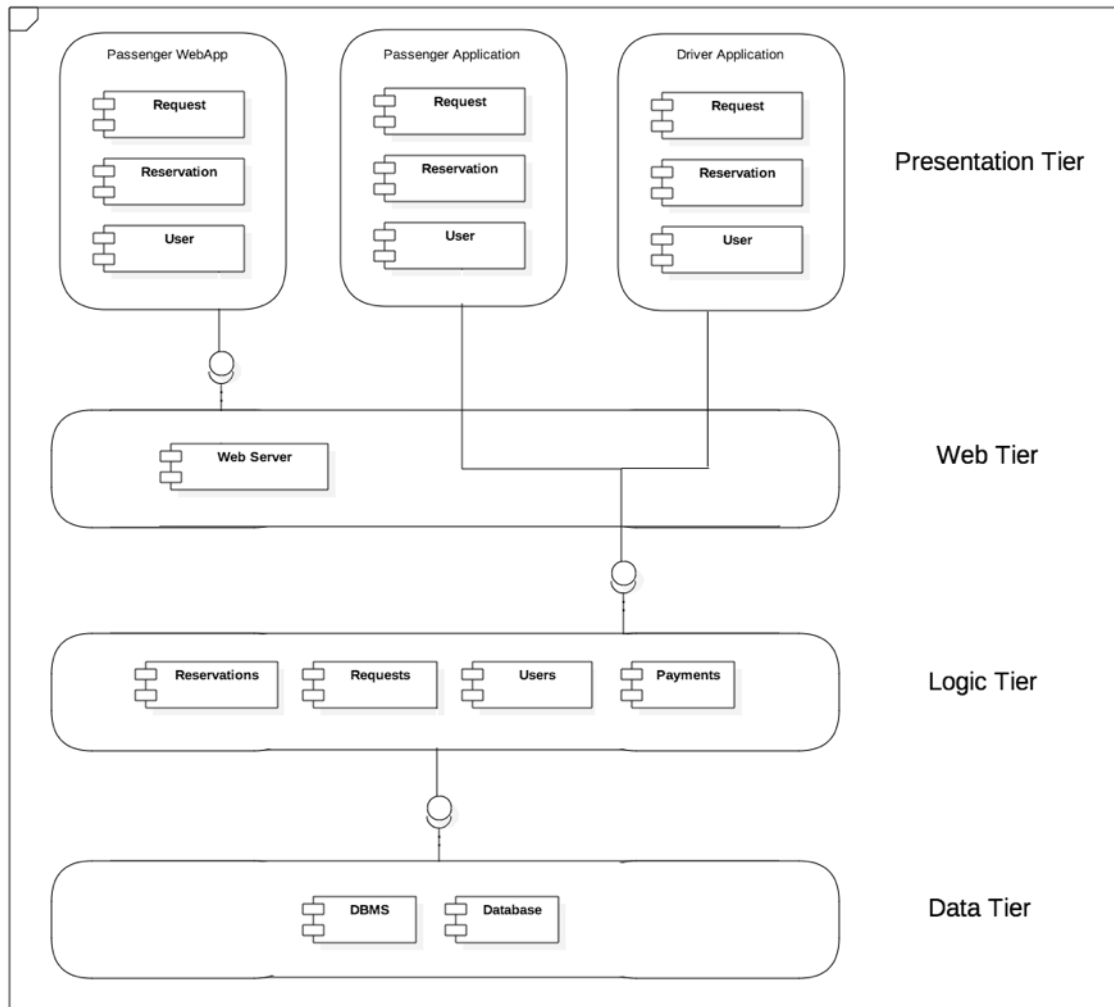 Passenger WebApp
Request
Reservation
User
Passenger Application
Request
Reservation
User
Driver Application
Request
Reservation
User
Presentation Tier
Web Server
Web Tier
Reservations
Requests
Users
Payments
Logic Tier
DBMS
Database
Data Tier